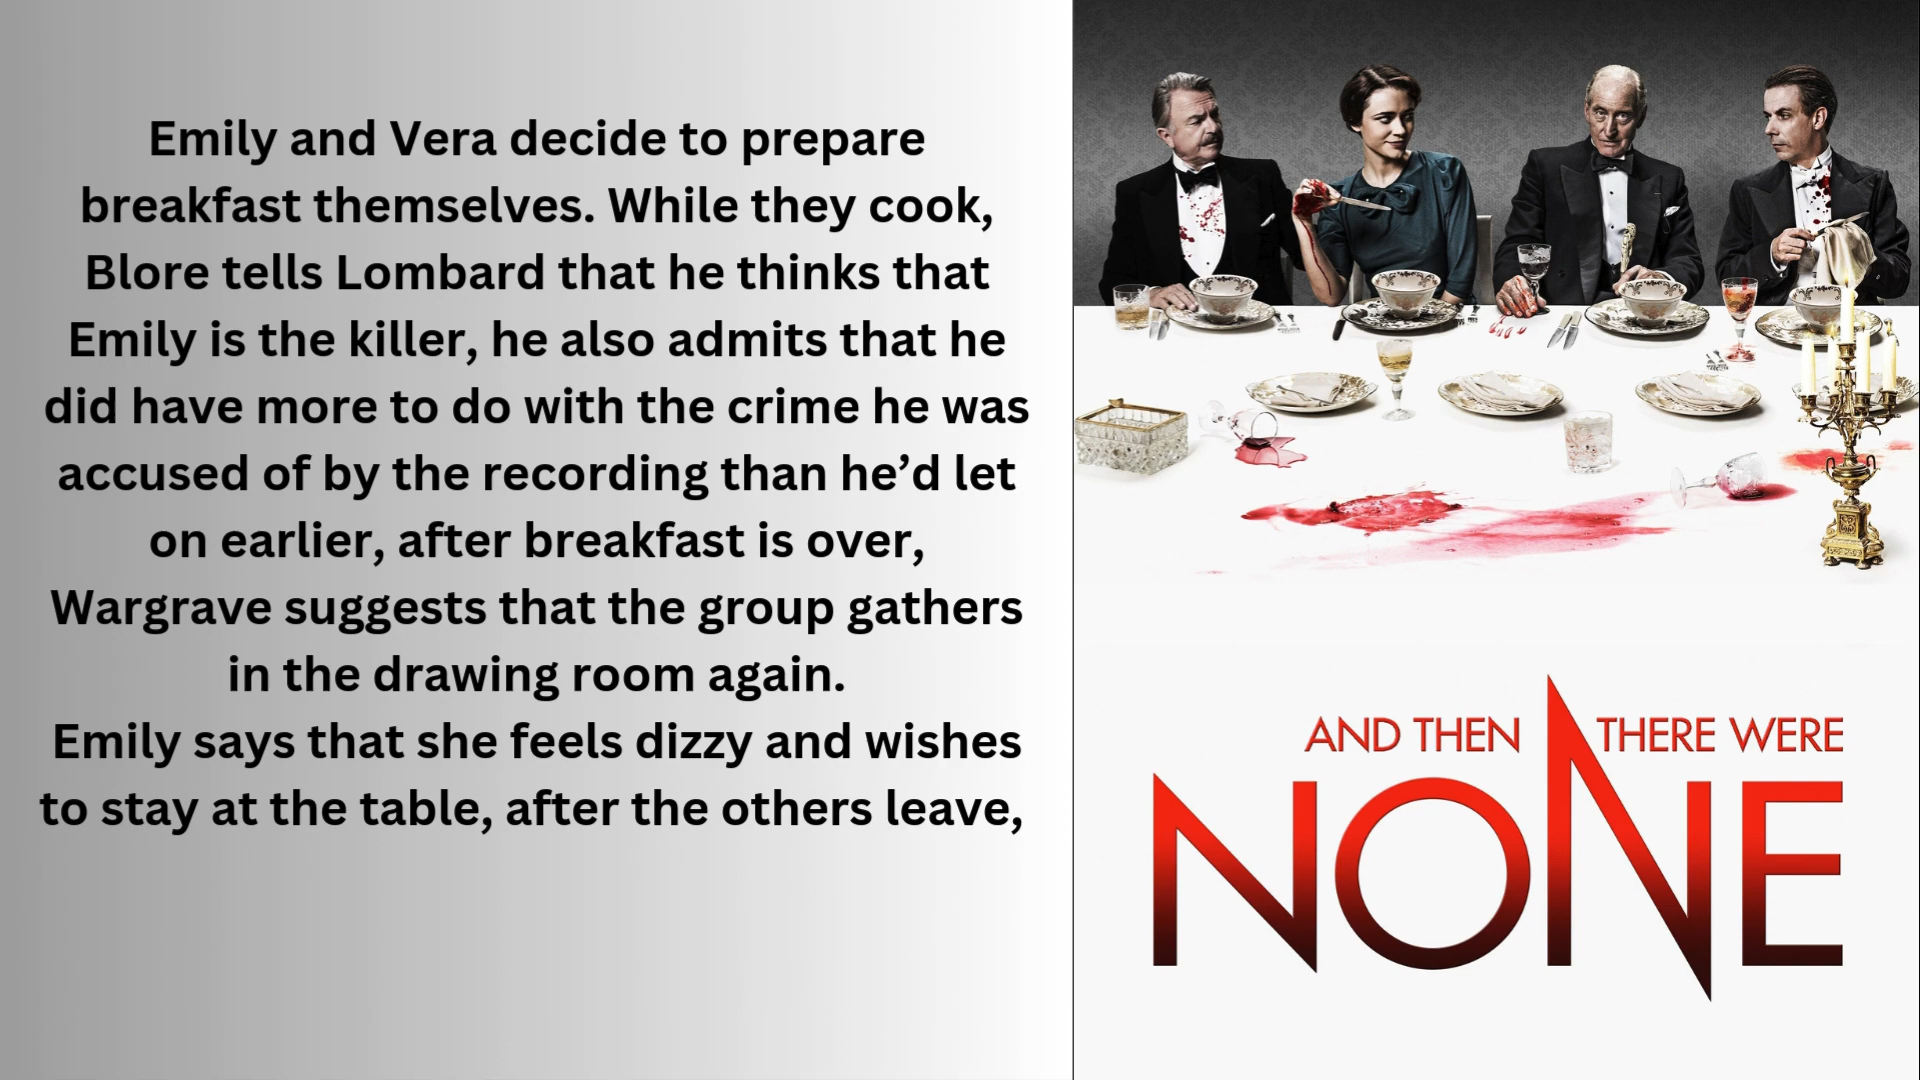 Emily and Vera decide to prepare
breakfast themselves. While they cook,
Blore tells Lombard that he thinks that
Emily is the killer, he also admits that he
did have more to do with the crime he was
accused of by the recording than he’d let
on earlier, after breakfast is over,
Wargrave suggests that the group gathers
in the drawing room again.
Emily says that she feels dizzy and wishes
to stay at the table, after the others leave,
AND THEN THERE WERE
NONE